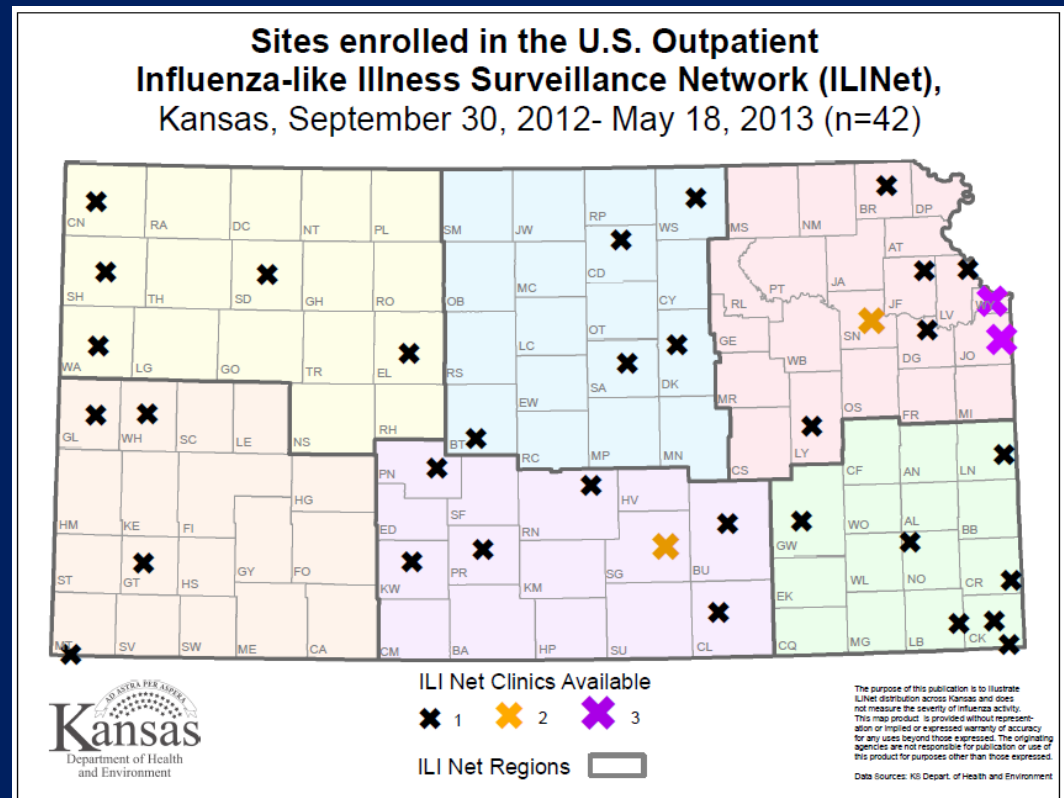 Sites enrolled in the U.S. Outpatient
Influenza-like Illness Surveillance Network (ILINet),
Kansas, September 30, 2012- May 18, 2013 (n=42)
CN RA DC NT PL SM JW RP WS MS NM BR DP
SH TH SD GH RO OB MC CD CY RL PT JA AT JF LV WY
WA LG GO TR EL RS LC OT SA DK GE WB SN DG JO
GL WH SC LE NS RH BT EW RC MP MN MR CS LY OS FR MI
HM KE FI HG PN ED SF RN HV CF AN LN
ST GT HS GY FO KW PR KM SG BU GW WO AL BB
MT SV SW ME CA CM BA HP SU CL EK CQ WL MG NO LB CR CK
ILI Net Clinics Available
1 2 3
ILI Net Regions
AD ASTRA PER ASPERA
Kansas
Department of Health
and Environment
The purpose of this publication is to illustrate
ILINet distribution across Kansas and does
not measure the severity of influenza activity.
This map product is provided without represent-
ation or implied or expressed warranty of accuracy
for any uses beyond those expressed. The originating
agencies are not responsible for publication or use of
this product for purposes other than those expressed.
Data Sources: KS Depart. of Health and Environment